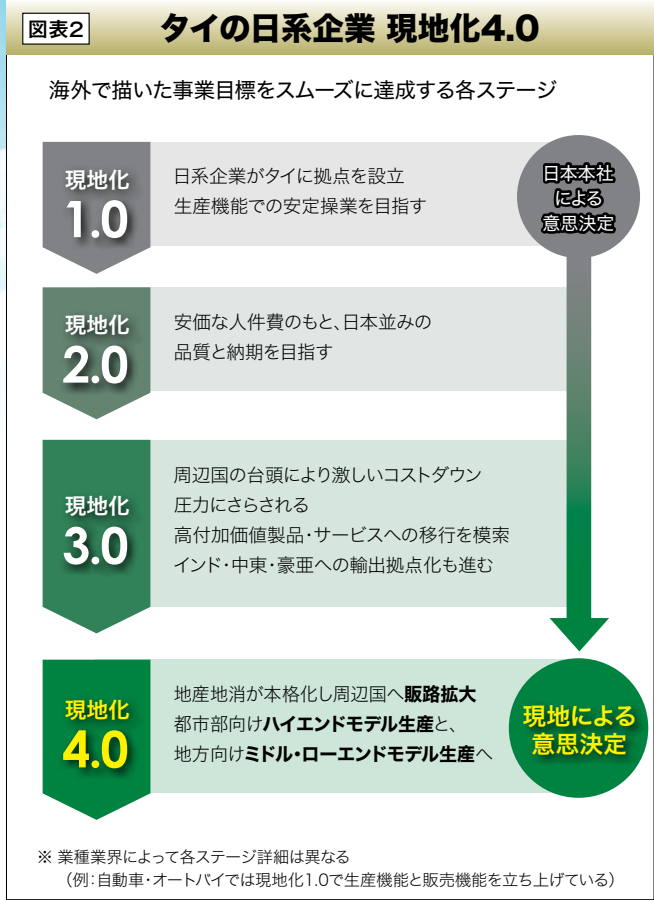 図表2
タイの日系企業 現地化4.0
海外で描いた事業目標をスムーズに達成する各ステージ
現地化
1.0
日系企業がタイに拠点を設立
生産機能での安定操業を目指す
日本本社
による
意思決定
現地化
2.0
安価な人件費のもと、日本並みの
品質と納期を目指す
現地化
3.0
周辺国の台頭により激しいコストダウン
圧力にさらされる
高付加価値製品・サービスへの移行を模索
インド・中東・豪亜への輸出拠点化も進む
現地化
4.0
地産地消が本格化し周辺国へ販路拡大
都市部向けハイエンドモデル生産と、
地方向けミドル・ローエンドモデル生産へ
現地による
意思決定
※ 業種業界によって各ステージ詳細は異なる
(例:自動車・オートバイでは現地化1.0で生産機能と販売機能を立ち上げている)